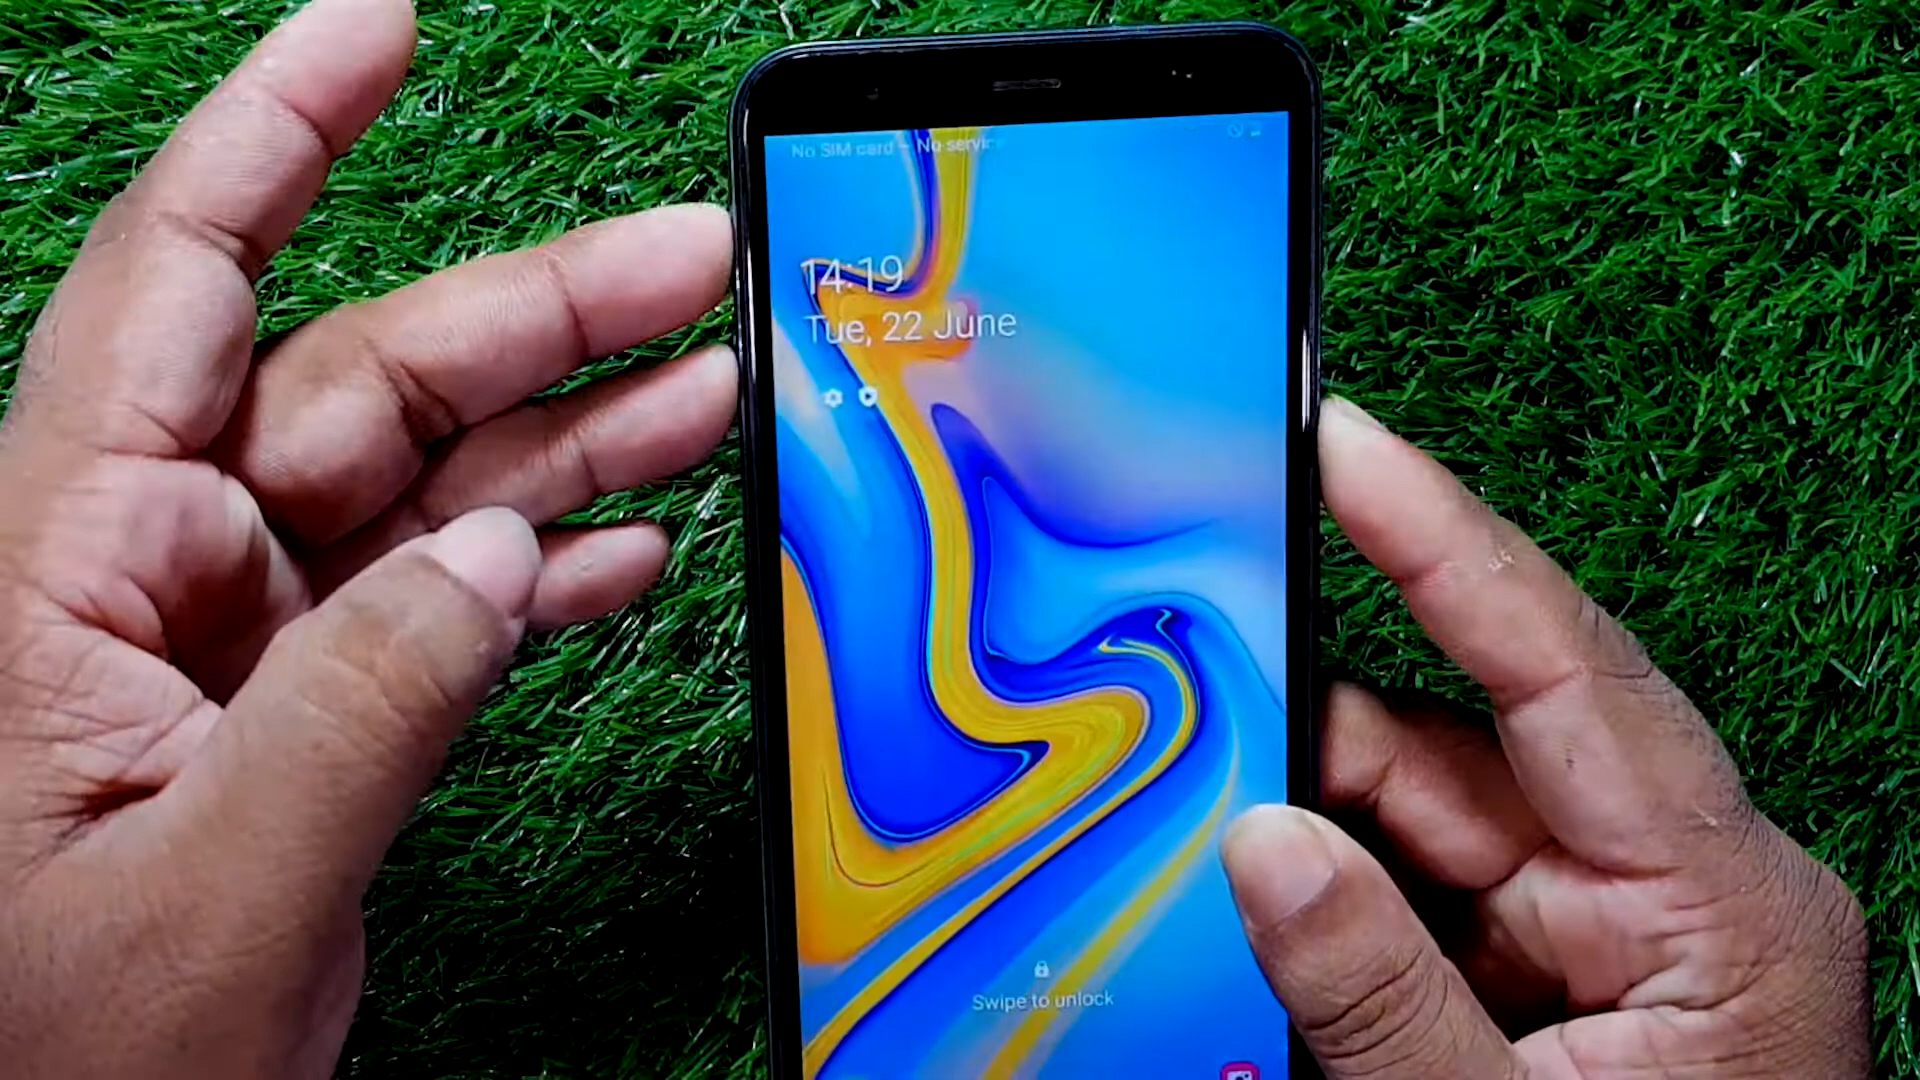 No SIM card – No service
14:19
Tue, 22 June
Swipe to unlock